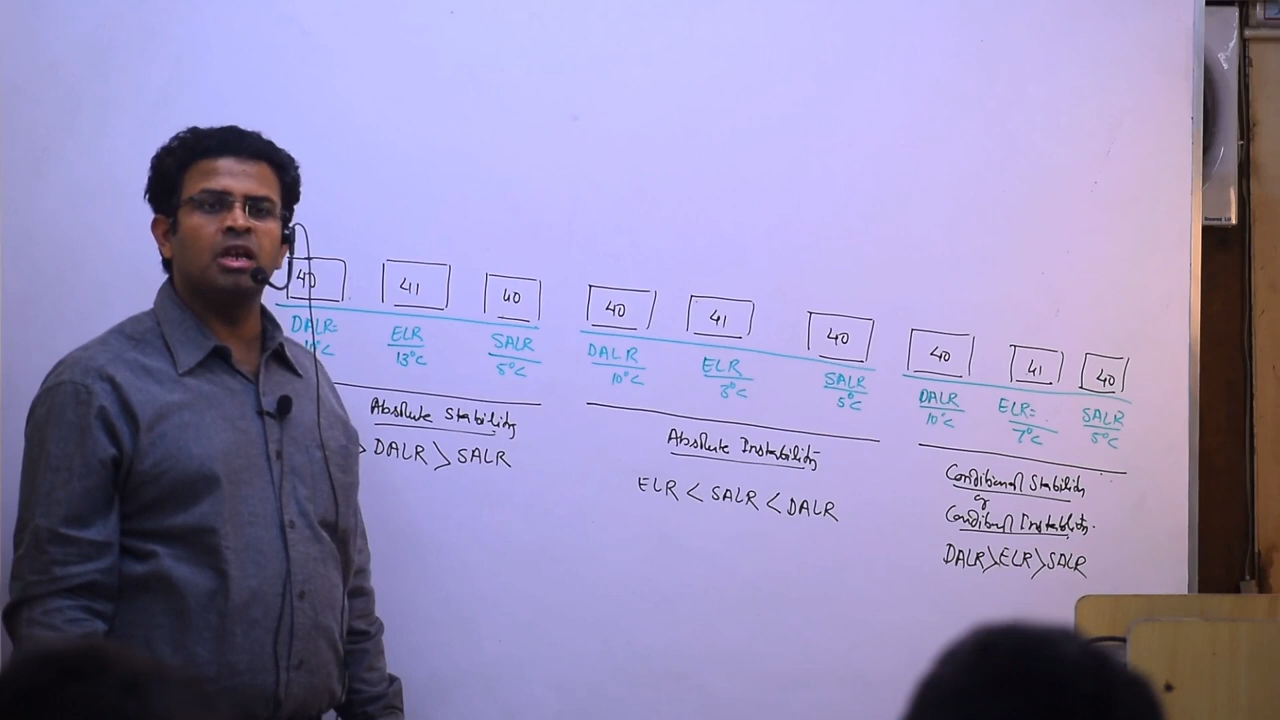 40 41 40
DALR= ELR SALR
13°C 5°C
Absolute Stability
> DALR > SALR
40 41 40
DALR ELR SALR
10°C 3°C 5°C
Absolute Instability
ELR < SALR < DALR
40 41 40
DALR ELR= SALR
10°C 7°C 5°C
Conditional Stability
Conditional Instability.
DALR>ELR>SALR